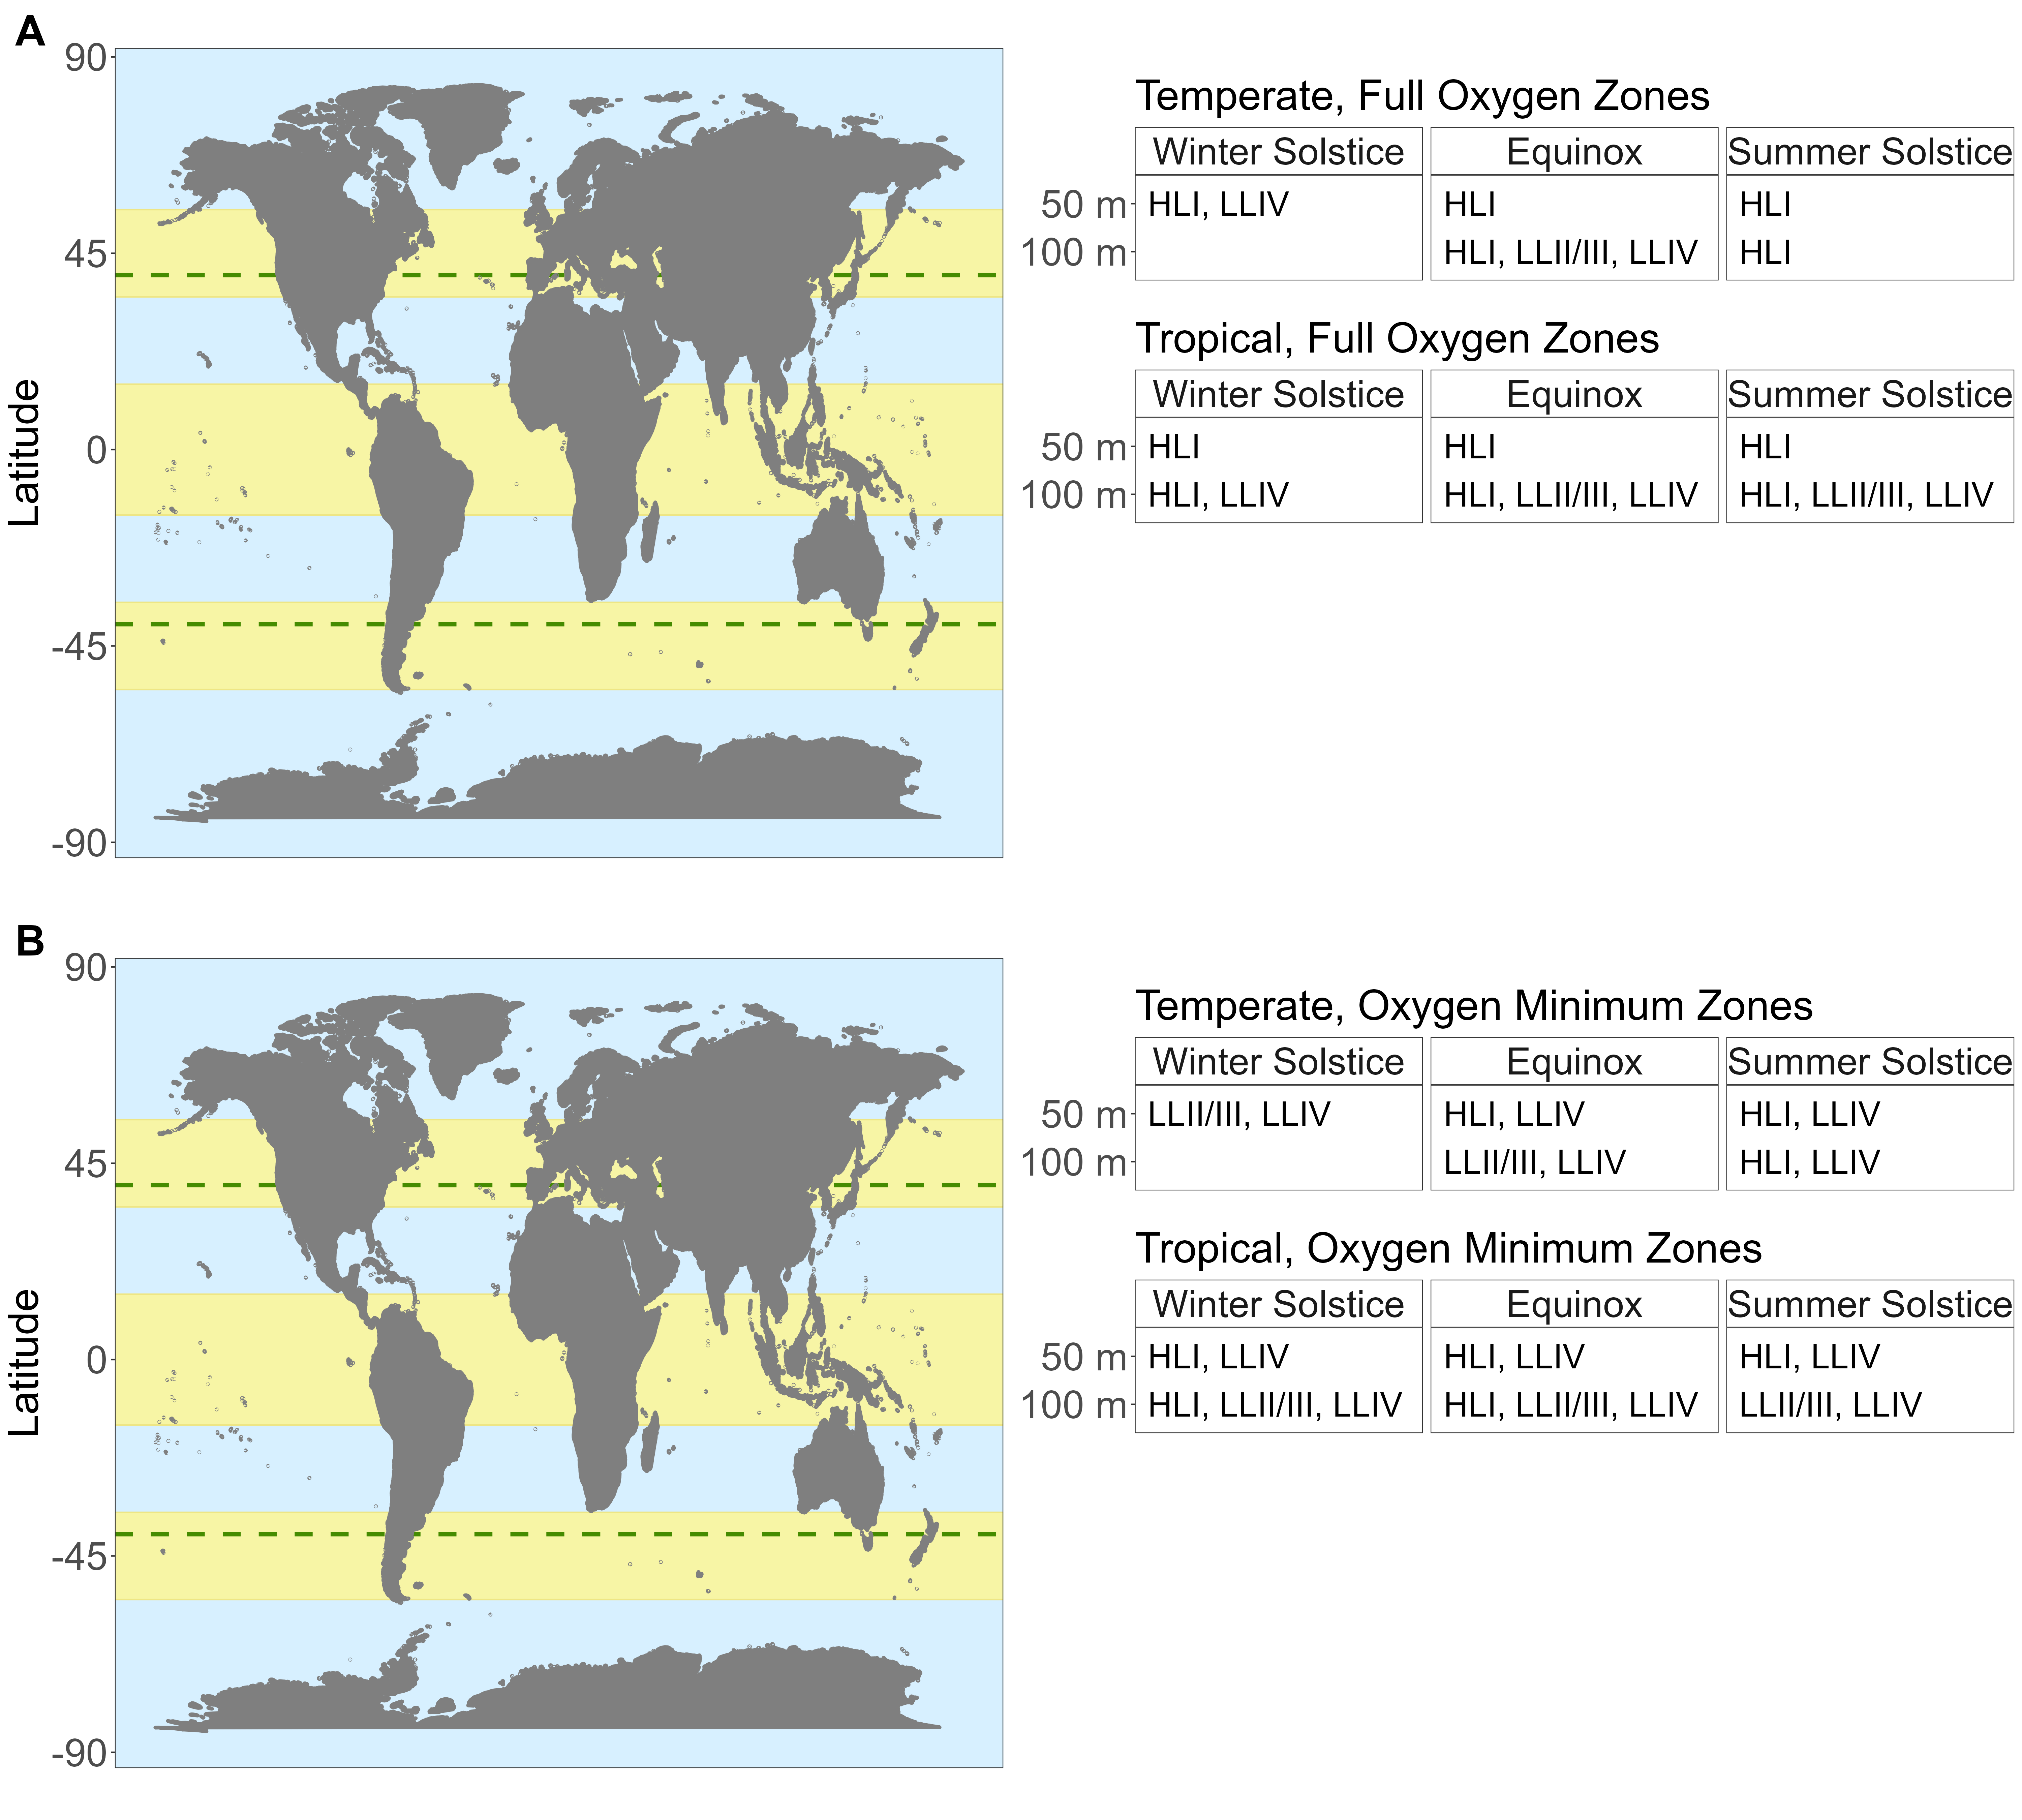 A
90
45
0
-45
-90
Latitude
Temperate, Full Oxygen Zones
Winter Solstice Equinox Summer Solstice
50 m HLI, LLIV HLI HLI
100 m HLI, LLII/III, LLIV HLI
Tropical, Full Oxygen Zones
Winter Solstice Equinox Summer Solstice
50 m HLI HLI HLI
100 m HLI, LLIV HLI, LLII/III, LLIV HLI, LLII/III, LLIV
B
90
45
0
-45
-90
Latitude
Temperate, Oxygen Minimum Zones
Winter Solstice Equinox Summer Solstice
50 m LLII/III, LLIV HLI, LLIV HLI, LLIV
100 m LLII/III, LLIV HLI, LLIV
Tropical, Oxygen Minimum Zones
Winter Solstice Equinox Summer Solstice
50 m HLI, LLIV HLI, LLIV HLI, LLIV
100 m HLI, LLII/III, LLIV HLI, LLII/III, LLIV LLII/III, LLIV